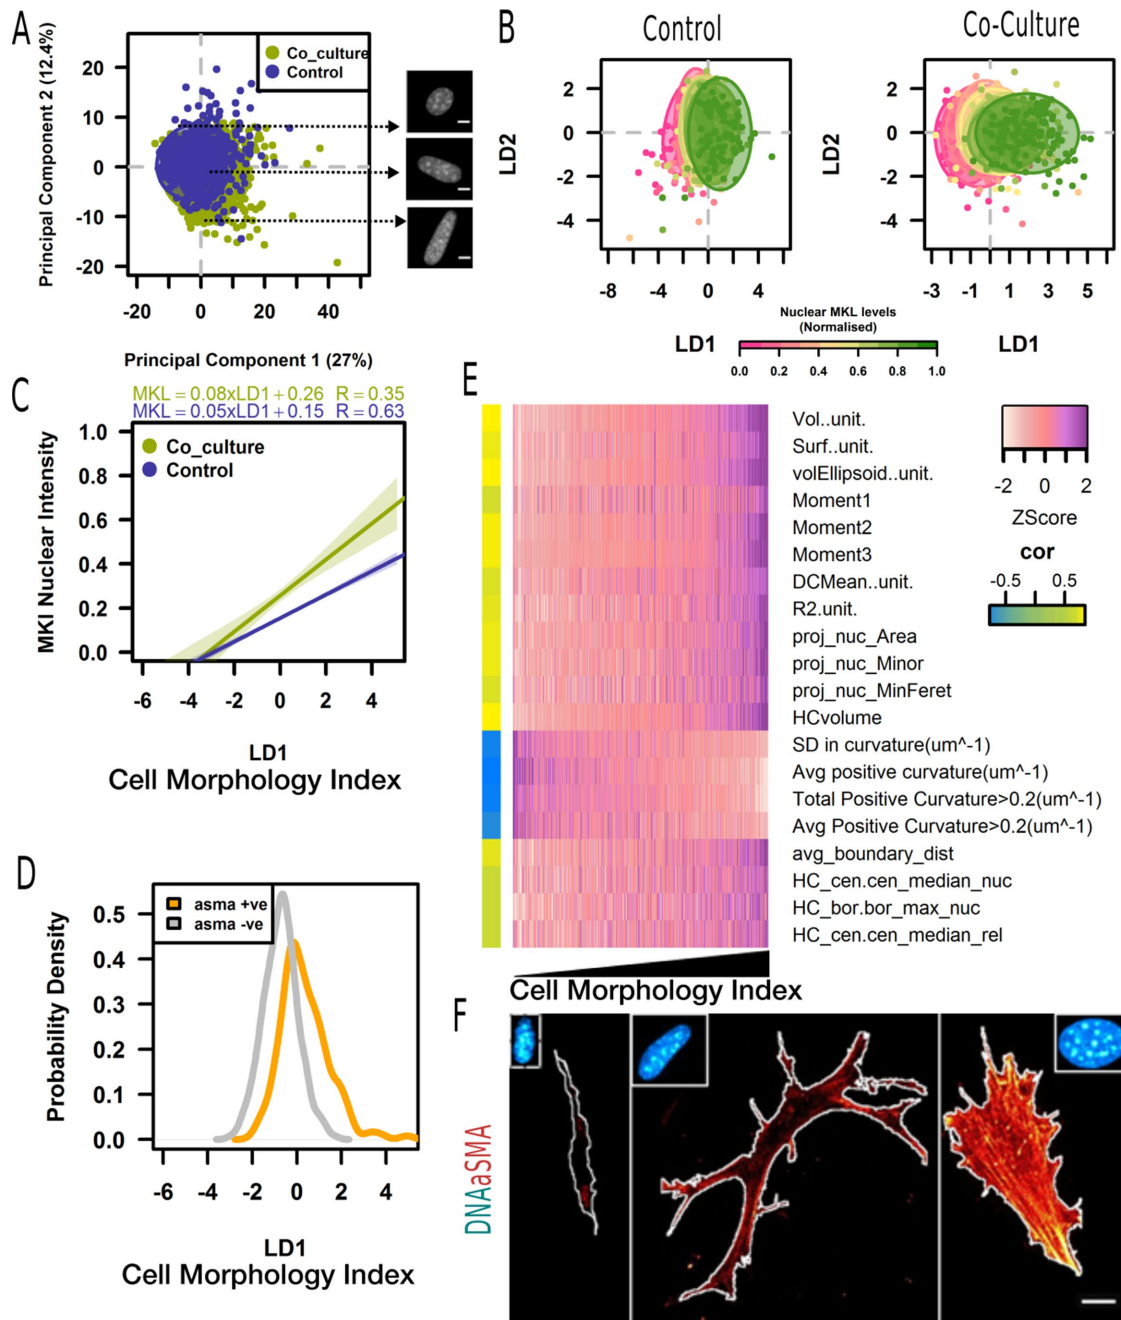 A
Principal Component 2 (12.4%)
Co_culture
Control
20
10
0
-10
-20
-20
0
20
40
Principal Component 1 (27%)
B
Control
Co-Culture
LD2
2
0
-2
-4
-8
-4
0
4
LD1
LD2
2
0
-2
-4
-3
-1
1
3
5
LD1
Nuclear MKL levels
(Normalised)
0.0
0.2
0.4
0.6
0.8
1.0
C
MKL = 0.08xLD1 + 0.26 R = 0.35
MKL = 0.05xLD1 + 0.15 R = 0.63
MKl Nuclear Intensity
Co_culture
Control
1.0
0.8
0.6
0.4
0.2
0.0
-6
-4
-2
0
2
4
LD1
Cell Morphology Index
D
Probability Density
asma +ve
asma -ve
0.5
0.4
0.3
0.2
0.1
0.0
-6
-4
-2
0
2
4
LD1
Cell Morphology Index
E
Vol..unit.
Surf..unit.
volEllipsoid..unit.
Moment1
Moment2
Moment3
DCMean..unit.
R2.unit.
proj_nuc_Area
proj_nuc_Minor
proj_nuc_MinFeret
HCvolume
SD in curvature(um^-1)
Avg positive curvature(um^-1)
Total Positive Curvature>0.2(um^-1)
Avg Positive Curvature>0.2(um^-1)
avg_boundary_dist
HC_cen.cen_median_nuc
HC_bor.bor_max_nuc
HC_cen.cen_median_rel
-2
0
2
ZScore
cor
-0.5
0.5
Cell Morphology Index
F
DNAaSMA